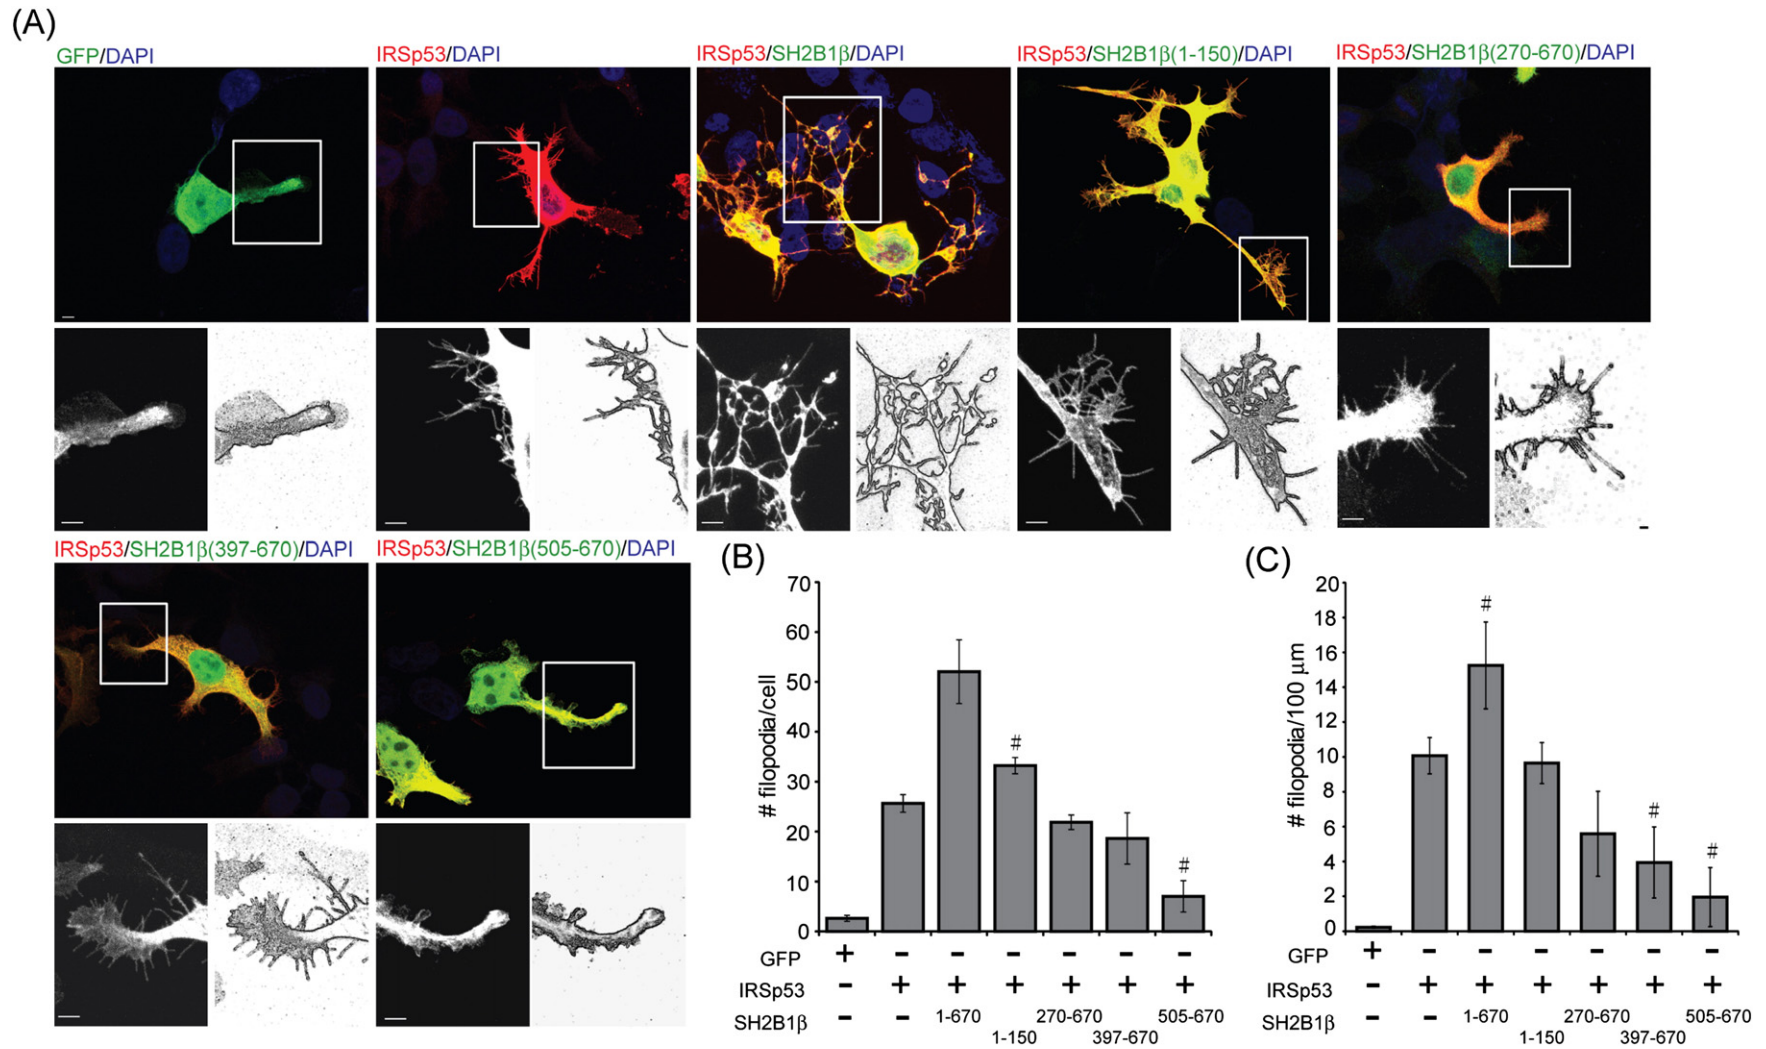 (A)
GFP/DAPI
IRSp53/DAPI
IRSp53/SH2B1β/DAPI
IRSp53/SH2B1β(1-150)/DAPI
IRSp53/SH2B1β(270-670)/DAPI
IRSp53/SH2B1β(397-670)/DAPI
IRSp53/SH2B1β(505-670)/DAPI
(B)
# filopodia/cell
70
60
50
40
30
20
10
0
#
#
GFP + - - - - - -
IRSp53 - + + + + + +
SH2B1β - - 1-670 1-150 270-670 397-670 505-670
(C)
# filopodia/100 μm
20
18
16
14
12
10
8
6
4
2
0
#
#
#
GFP + - - - - - -
IRSp53 - + + + + + +
SH2B1β - - 1-670 1-150 270-670 397-670 505-670